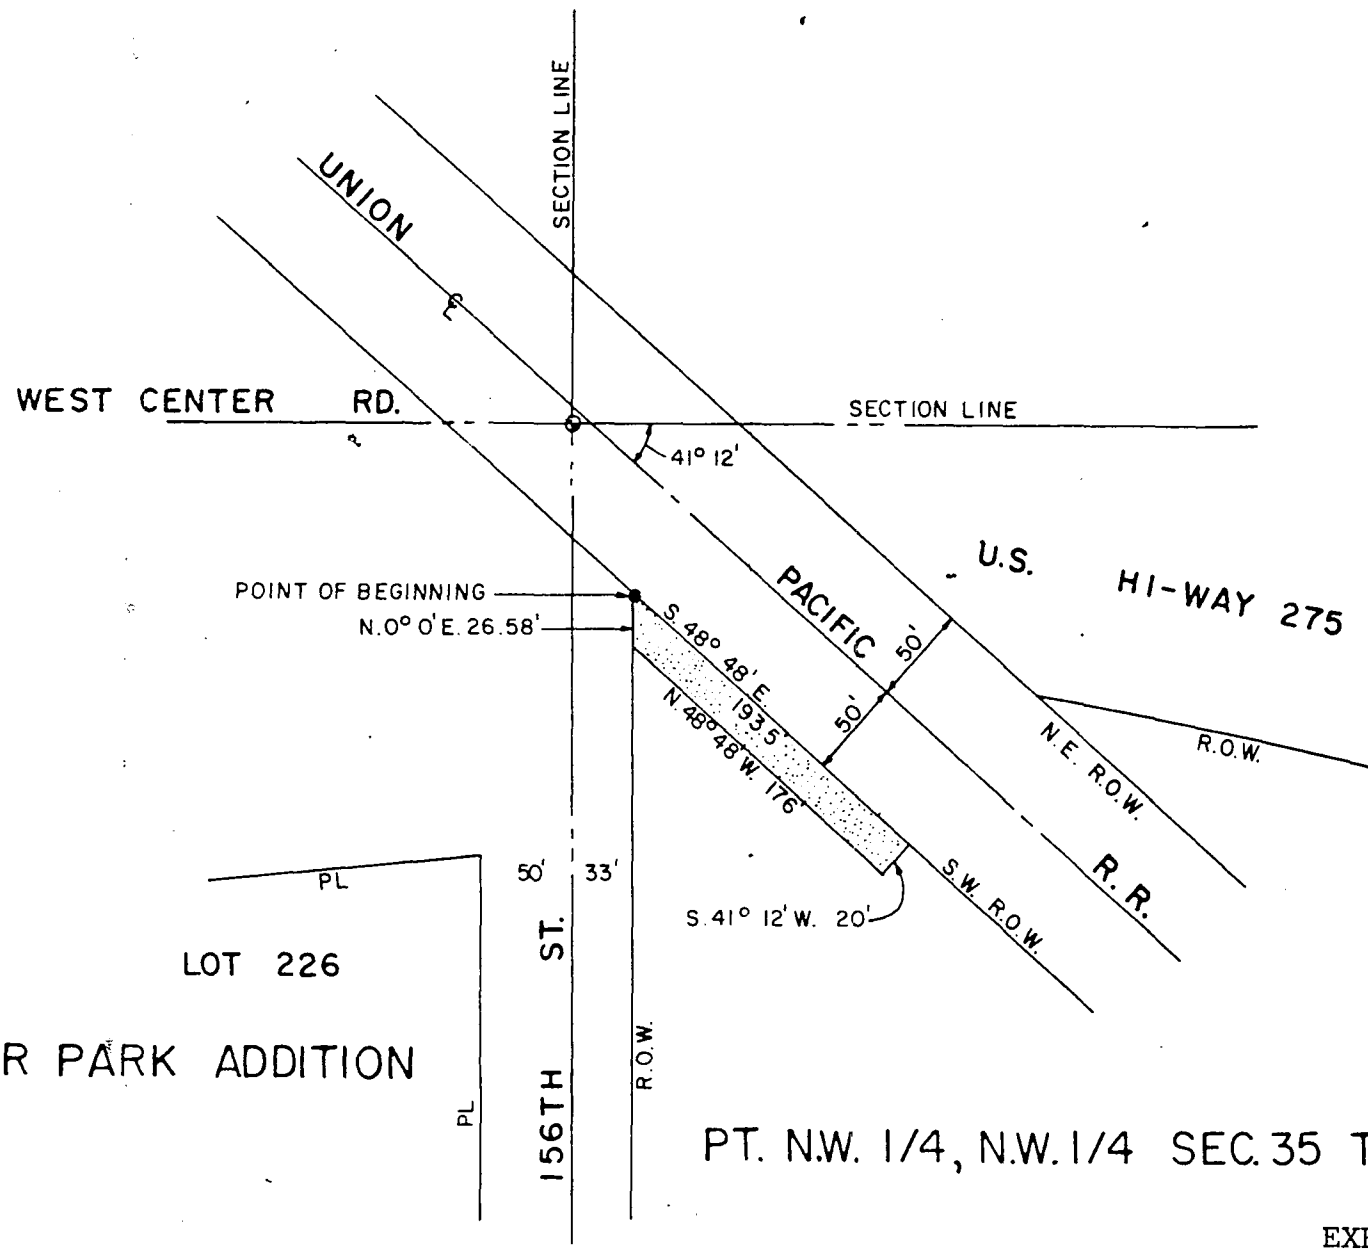 SECTION LINE
UNION
WEST CENTER RD.
SECTION LINE
41° 12'
U.S. HI-WAY 275
POINT OF BEGINNING
N. 0° 0' E. 26.58'
PACIFIC
50'
50'
S. 48° 48' E
193.5'
N. 48° 48' W. 176'
N.E. R.O.W.
R.O.W.
R. R.
S.W. R.O.W.
S. 41° 12' W. 20'
PL
50' 33'
LOT 226
R PARK ADDITION
PL
156TH ST.
R.O.W.
PT. N.W. 1/4, N.W. 1/4 SEC. 35 T
EXH